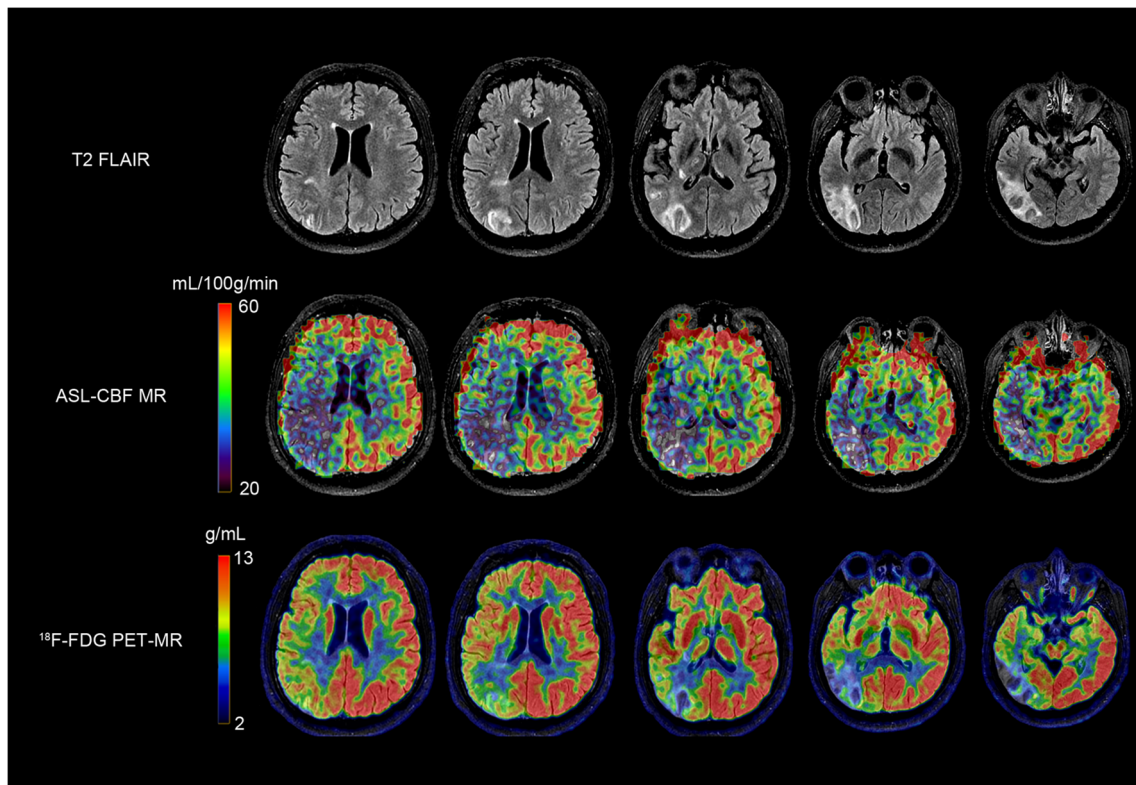 T2 FLAIR
mL/100g/min
60
ASL-CBF MR
20
g/mL
13
¹⁸F-FDG PET-MR
2